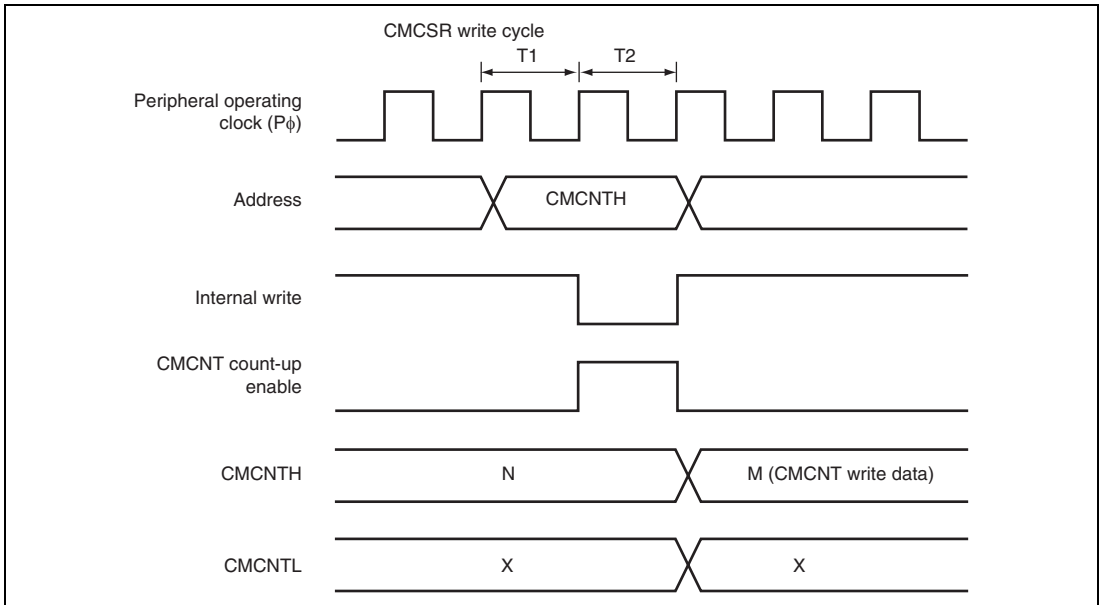 CMCSR write cycle
T1 T2
Peripheral operating
clock (Pϕ)
Address CMCNTH
Internal write
CMCNT count-up
enable
CMCNTH N M (CMCNT write data)
CMCNTL X X